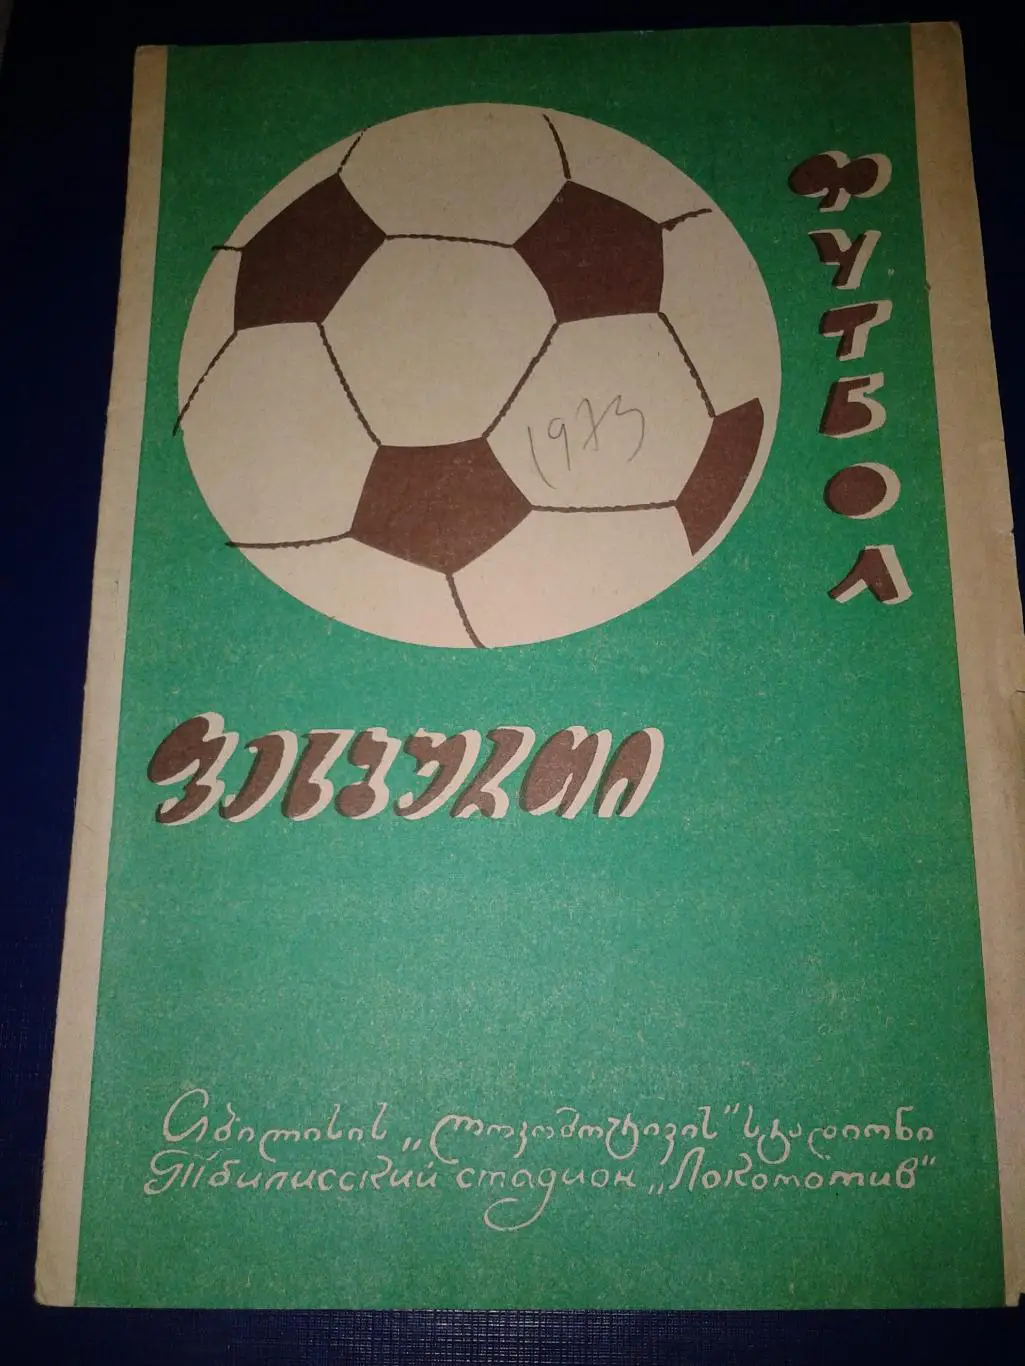 ФУТБОЛ
1973
ფეხბურთი
თბილისის „ლოკომოტივის" სტადიონი
Тбилисский стадион „Локомотив"